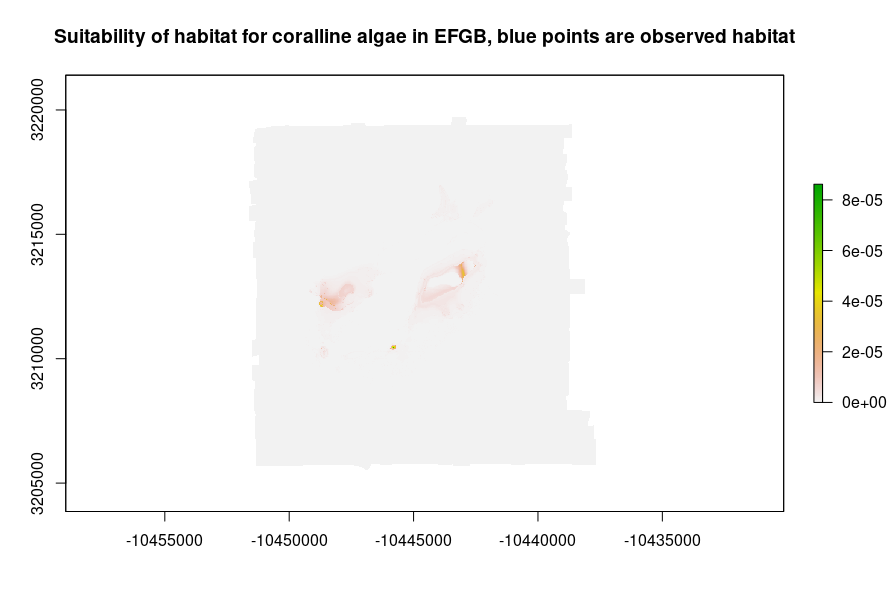 Suitability of habitat for coralline algae in EFGB, blue points are observed habitat
3220000
3215000
3210000
3205000
8e-05
6e-05
4e-05
2e-05
0e+00
-10455000
-10450000
-10445000
-10440000
-10435000